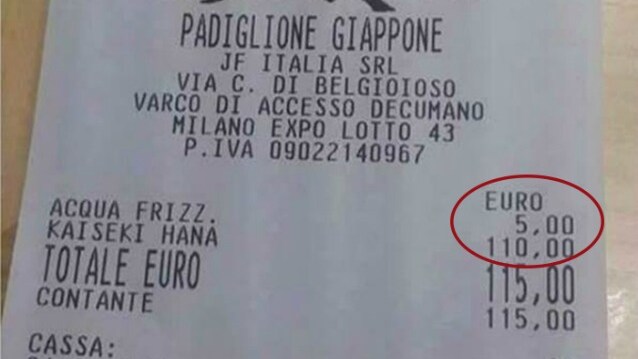 PADIGLIONE GIAPPONE
JF ITALIA SRL
VIA C. DI BELGIOIOSO
VARCO DI ACCESSO DECUMANO
MILANO EXPO LOTTO 43
P.IVA 09022140967
EURO
ACQUA FRIZZ. 5,00
KAISEKI HANA 110,00
TOTALE EURO 115,00
CONTANTE 115,00
CASSA: